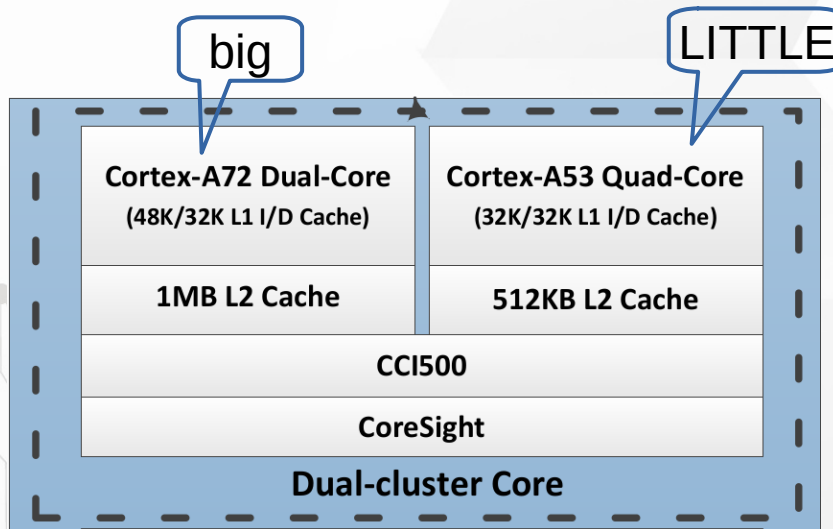 big
LITTLE
Cortex-A72 Dual-Core
(48K/32K L1 I/D Cache)
Cortex-A53 Quad-Core
(32K/32K L1 I/D Cache)
1MB L2 Cache
512KB L2 Cache
CCI500
CoreSight
Dual-cluster Core